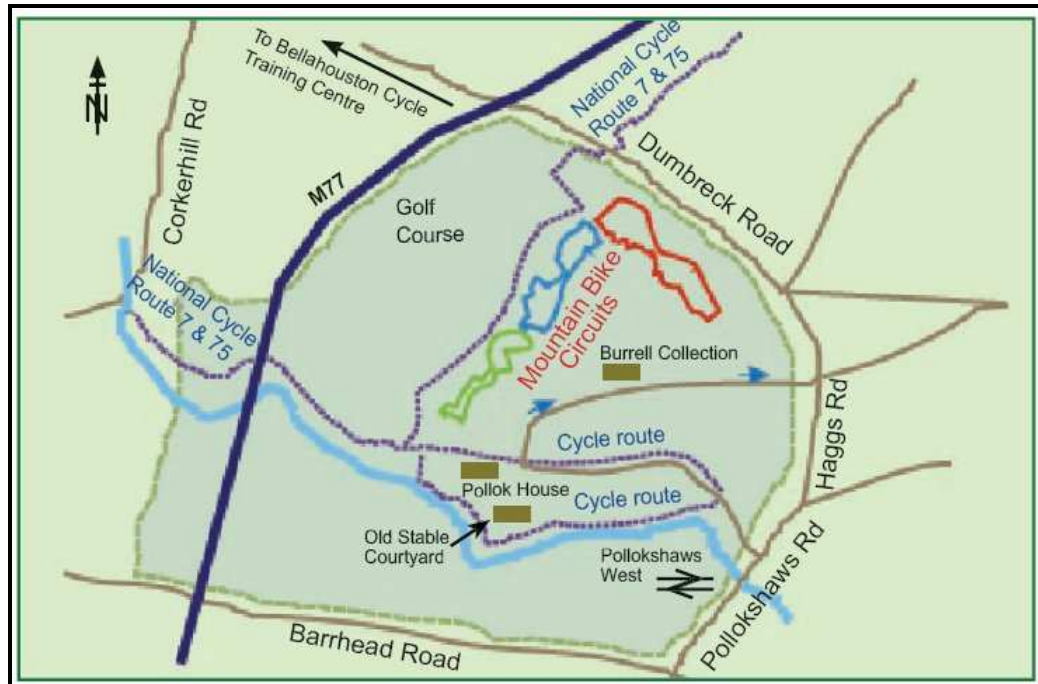 To Bellahouston Cycle
Training Centre
National Cycle
Route 7 & 75
N
Corkerhill Rd
M77
Golf
Course
Dumbreck Road
National Cycle
Route 7 & 75
Mountain Bike
Circuits
Burrell Collection
Cycle route
Haggs Rd
Pollok House
Cycle route
Old Stable
Courtyard
Pollokshaws
West
Pollokshaws Rd
Barrhead Road